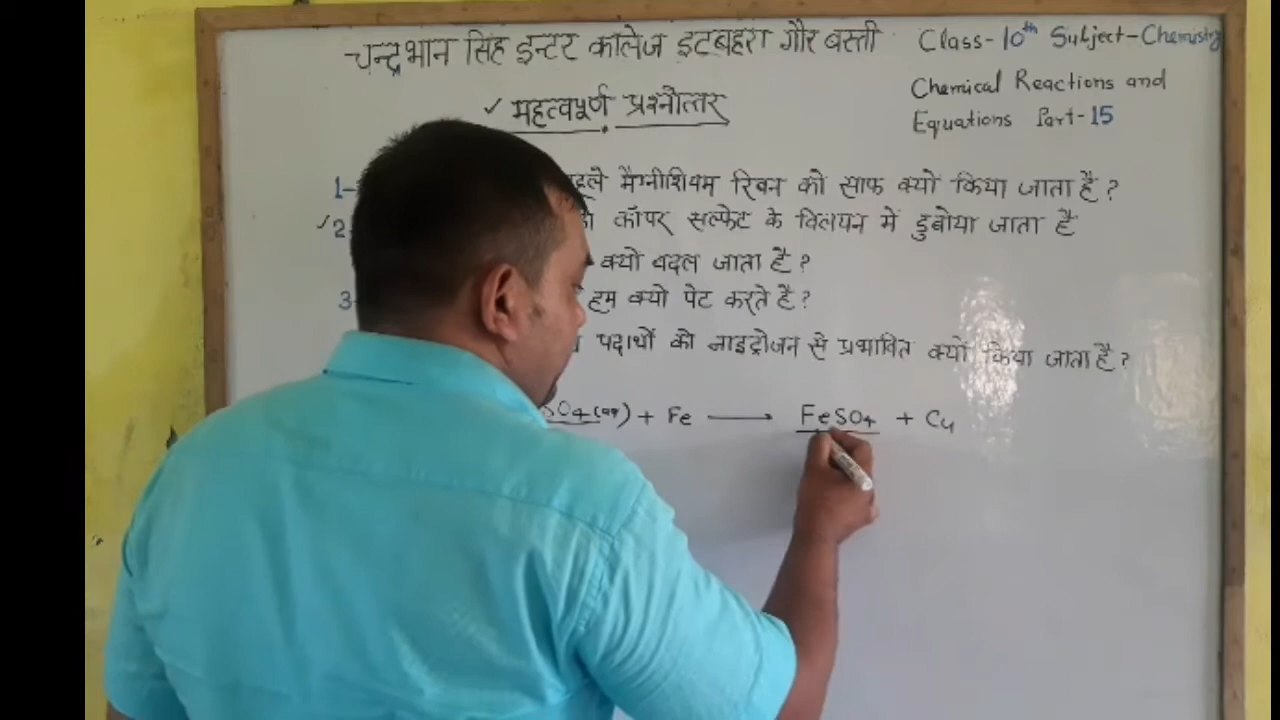 चन्द्रभान सिंह इन्टर कालेज इटबहरा गौर बस्ती
Class-10th Subject-Chemistry
Chemical Reactions and
Equations Part-15
✓ महत्वपूर्ण प्रश्नोत्तर
1- मैग्नीशियम रिबन को साफ क्यों किया जाता है ?
✓2 कॉपर सल्फेट के विलयन में डुबोया जाता है
क्यों बदल जाता है ?
3- हम क्यो पेट करते है ?
पदार्थो को नाइट्रोजन से प्रभावित क्यों किया जाता है ?
SO4(aq) + Fe ⟶ FeSO4 + Cu